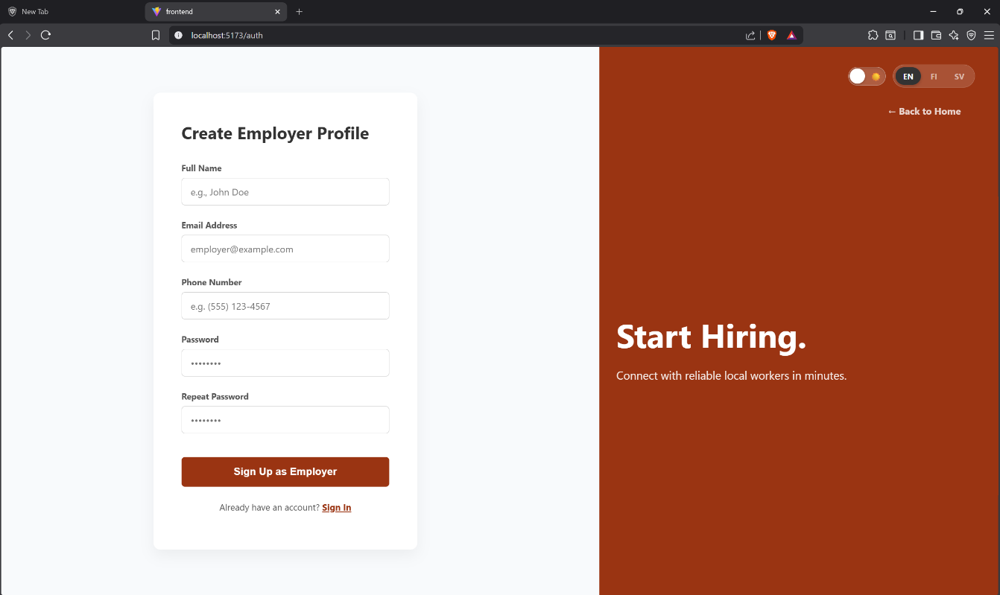 New Tab
frontend
localhost:5173/auth
EN FI SV
← Back to Home
Create Employer Profile
Full Name
e.g., John Doe
Email Address
employer@example.com
Phone Number
e.g. (555) 123-4567
Password
••••••••
Repeat Password
••••••••
Sign Up as Employer
Already have an account? Sign In
Start Hiring.
Connect with reliable local workers in minutes.